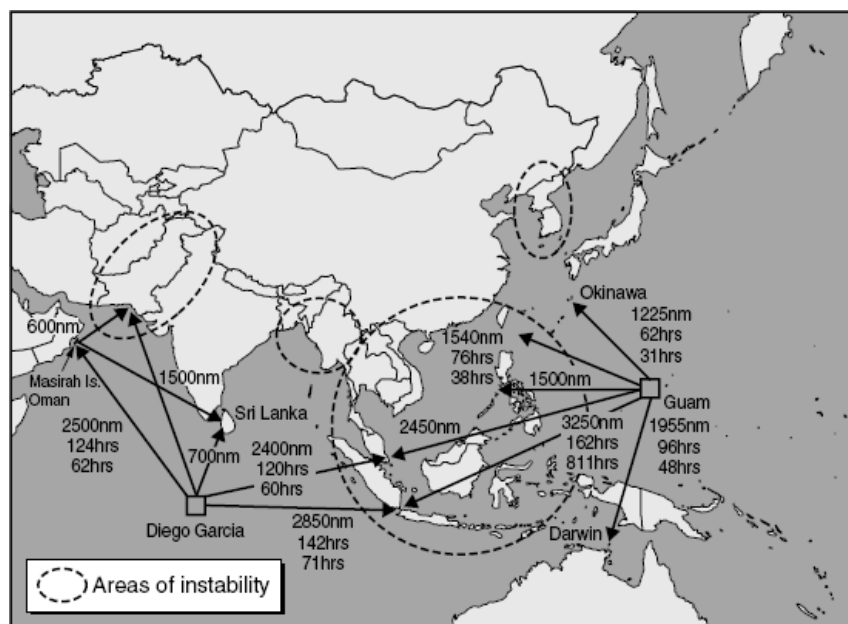 Okinawa
1225nm
62hrs
31hrs
1540nm
76hrs
38hrs
600nm
1500nm
Guam
Masirah Is.
Oman
1500nm
Sri Lanka
2450nm
3250nm
162hrs
811hrs
1955nm
96hrs
48hrs
2500nm
124hrs
62hrs
2400nm
120hrs
60hrs
700nm
Diego Garcia
2850nm
142hrs
71hrs
Darwin
Areas of instability